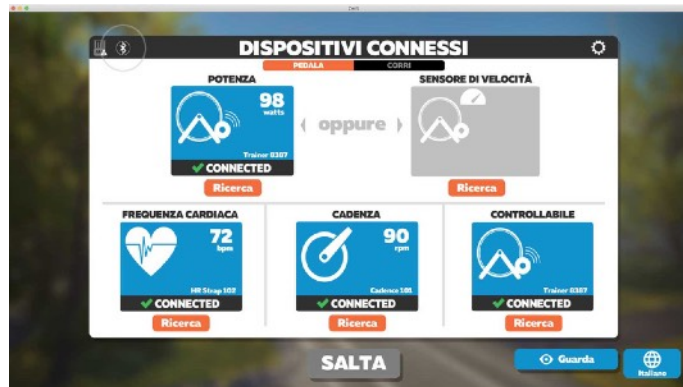 DISPOSITIVI CONNESSI
PEDALA CORRI
POTENZA
98
watts
Trainer 0387
CONNECTED
Ricerca
oppure
SENSORE DI VELOCITÀ
Ricerca
FREQUENZA CARDIACA
72
bpm
HR Strap 102
CONNECTED
Ricerca
CADENZA
90
rpm
Cadence 101
CONNECTED
Ricerca
CONTROLLABILE
Trainer 0387
CONNECTED
Ricerca
SALTA
Guarda
Italiano